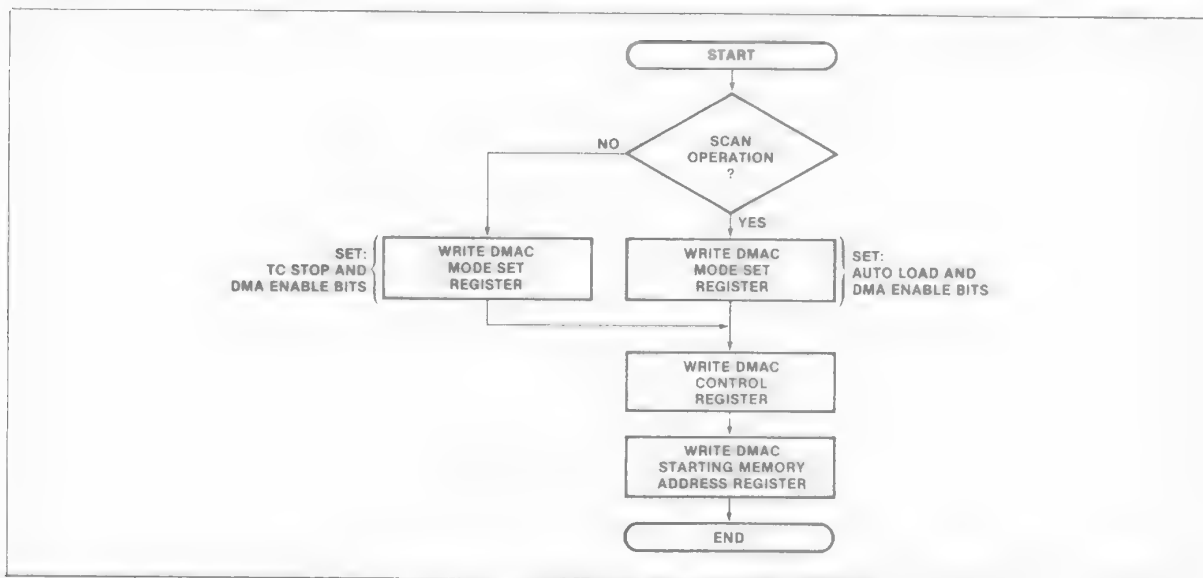 START
SCAN
OPERATION
?
NO
YES
SET:
TC STOP AND
DMA ENABLE BITS
WRITE DMAC
MODE SET
REGISTER
WRITE DMAC
MODE SET
REGISTER
SET:
AUTO LOAD AND
DMA ENABLE BITS
WRITE DMAC
CONTROL
REGISTER
WRITE DMAC
STARTING MEMORY
ADDRESS REGISTER
END